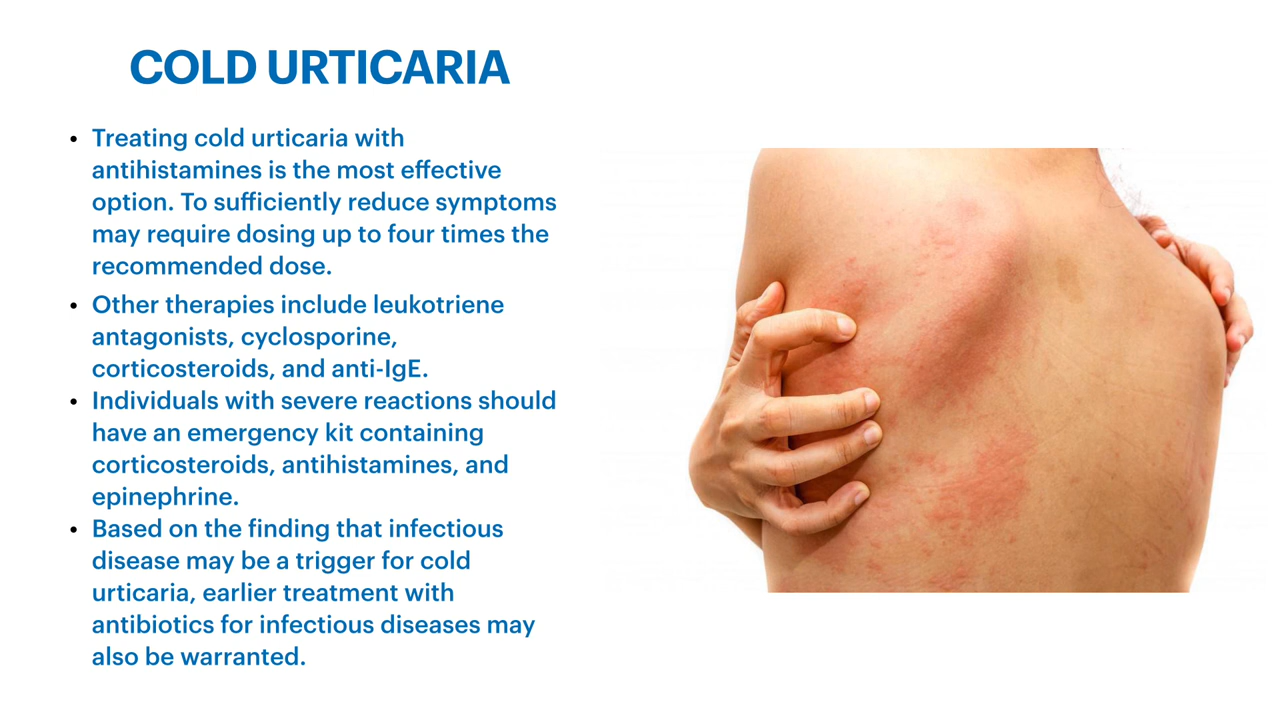 COLD URTICARIA
• Treating cold urticaria with
antihistamines is the most effective
option. To sufficiently reduce symptoms
may require dosing up to four times the
recommended dose.
• Other therapies include leukotriene
antagonists, cyclosporine,
corticosteroids, and anti-IgE.
• Individuals with severe reactions should
have an emergency kit containing
corticosteroids, antihistamines, and
epinephrine.
• Based on the finding that infectious
disease may be a trigger for cold
urticaria, earlier treatment with
antibiotics for infectious diseases may
also be warranted.